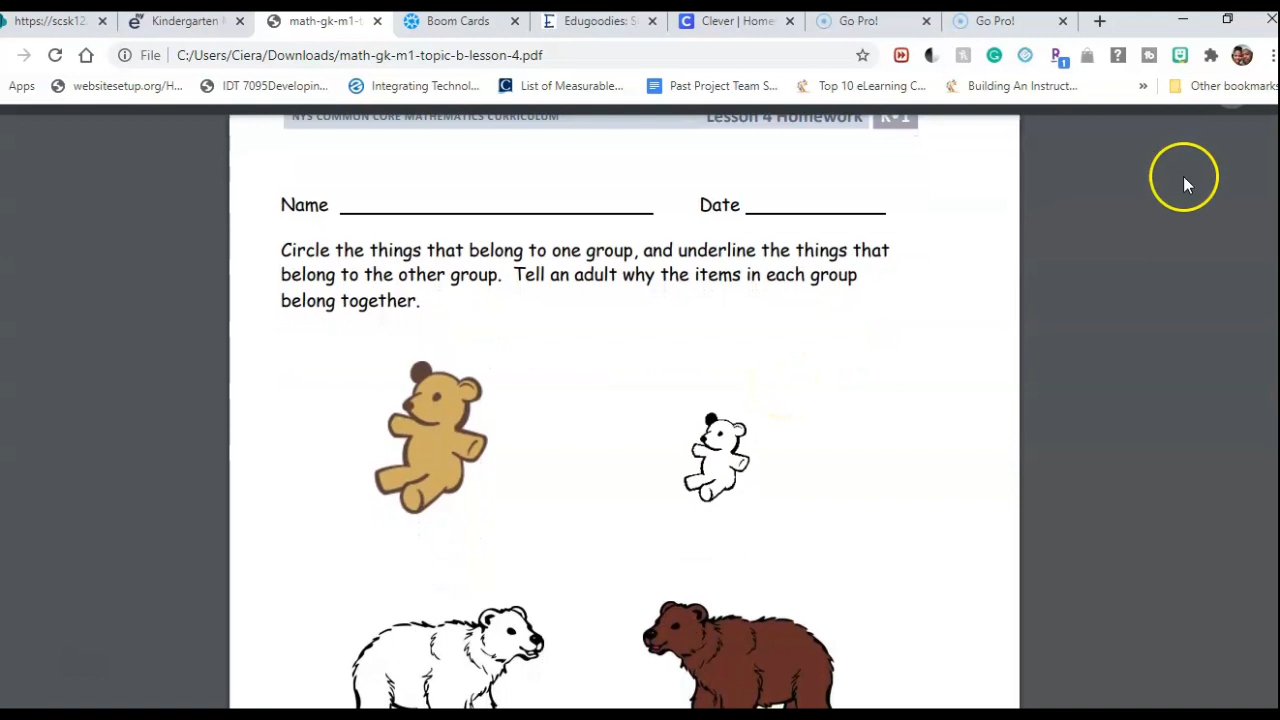 https://scsk12. Kindergarten M math-gk-m1-t Boom Cards Edugoodies: S Clever | Home Go Pro! Go Pro!
File C:/Users/Ciera/Downloads/math-gk-m1-topic-b-lesson-4.pdf
Apps websitesetup.org/H... IDT 7095Developin... Integrating Technol... List of Measurable... Past Project Team S... Top 10 eLearning C... Building An Instruct... » Other bookmarks
NYS COMMON CORE MATHEMATICS CURRICULUM Lesson 4 Homework K•1
Name Date
Circle the things that belong to one group, and underline the things that
belong to the other group. Tell an adult why the items in each group
belong together.